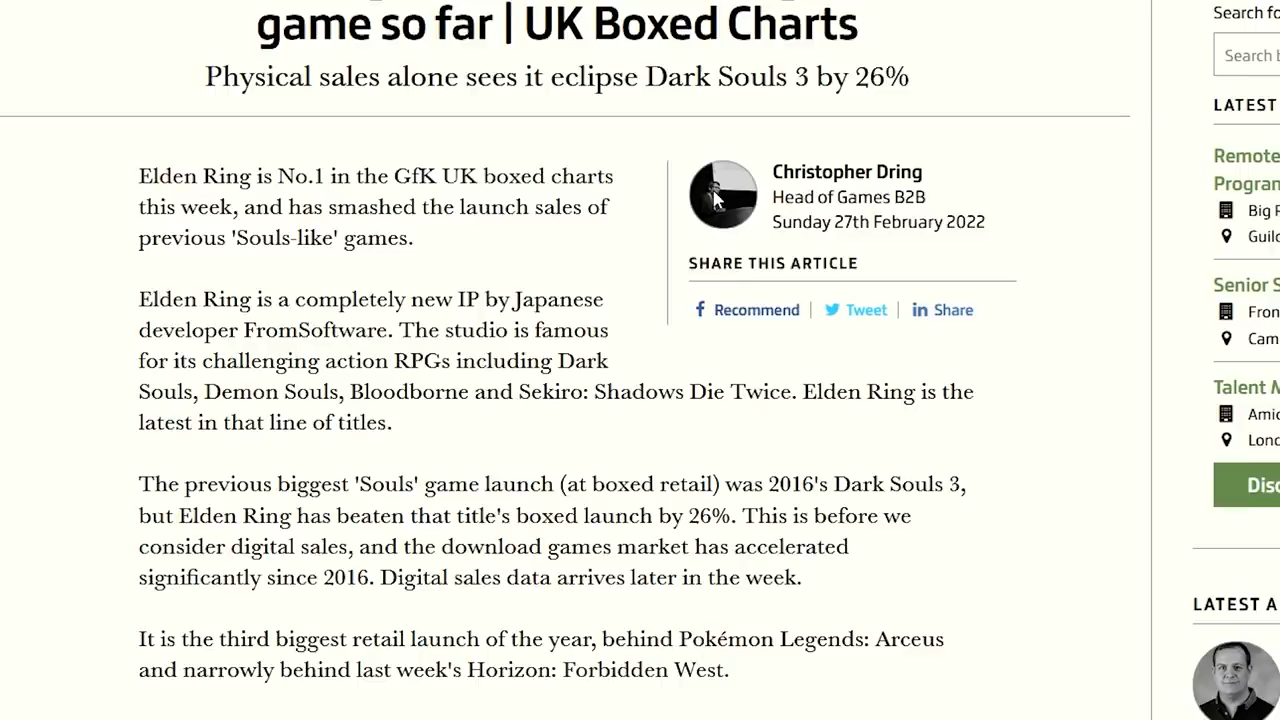 game so far | UK Boxed Charts
Physical sales alone sees it eclipse Dark Souls 3 by 26%
Elden Ring is No.1 in the GfK UK boxed charts
this week, and has smashed the launch sales of
previous 'Souls-like' games.
Elden Ring is a completely new IP by Japanese
developer FromSoftware. The studio is famous
for its challenging action RPGs including Dark
Souls, Demon Souls, Bloodborne and Sekiro: Shadows Die Twice. Elden Ring is the
latest in that line of titles.
The previous biggest 'Souls' game launch (at boxed retail) was 2016's Dark Souls 3,
but Elden Ring has beaten that title's boxed launch by 26%. This is before we
consider digital sales, and the download games market has accelerated
significantly since 2016. Digital sales data arrives later in the week.
It is the third biggest retail launch of the year, behind Pokémon Legends: Arceus
and narrowly behind last week's Horizon: Forbidden West.
Christopher Dring
Head of Games B2B
Sunday 27th February 2022
SHARE THIS ARTICLE
Recommend
Tweet
Share
Search fo
Search b
LATEST
Remote
Program
Big F
Guild
Senior S
Fron
Cam
Talent M
Amic
Lond
Disc
LATEST A